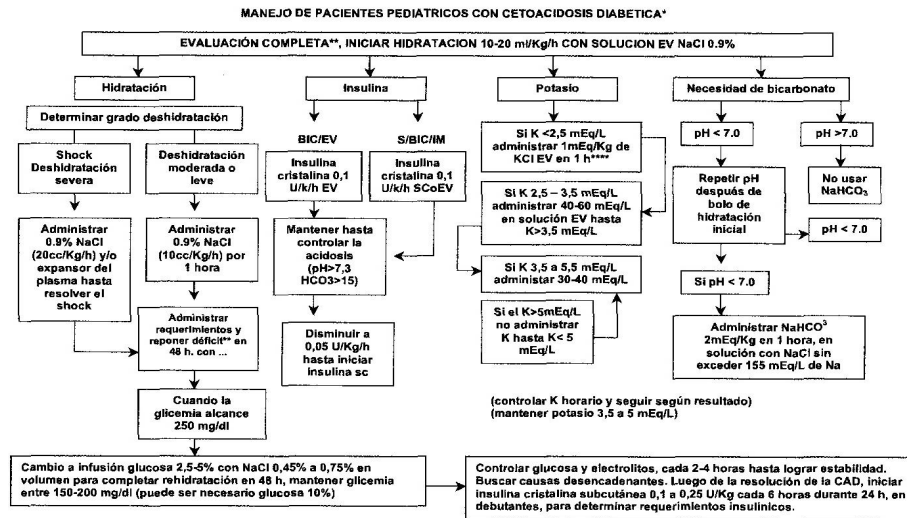 MANEJO DE PACIENTES PEDIATRICOS CON CETOACIDOSIS DIABETICA*
EVALUACIÓN COMPLETA**, INICIAR HIDRATACION 10-20 ml/Kg/h CON SOLUCION EV NaCl 0.9%
Hidratación
Determinar grado deshidratación
Shock
Deshidratación
severa
Deshidratación
moderada o
leve
Administrar
0.9% NaCl
(20cc/Kg/h) y/o
expansor del
plasma hasta
resolver el
shock
Administrar
0.9% NaCl
(10cc/Kg/h) por
1 hora
Administrar
requerimientos y
reponer déficit** en
48 h. con ...
Cuando la
glicemia alcance
250 mg/dl
Cambio a infusión glucosa 2,5-5% con NaCl 0,45% a 0,75% en
volumen para completar rehidratación en 48 h, mantener glicemia
entre 150-200 mg/dl (puede ser necesario glucosa 10%)
Insulina
BIC/EV
S/BIC/IM
Insulina
cristalina 0,1
U/k/h EV
Insulina
cristalina 0,1
U/k/h SCoEV
Mantener hasta
controlar la
acidosis
(pH>7,3
HCO3>15)
Disminuir a
0,05 U/Kg/h
hasta iniciar
insulina sc
Potasio
Si K <2,5 mEq/L
administrar 1mEq/Kg de
KCl EV en 1 h****
Si K 2,5 – 3,5 mEq/L
administrar 40-60 mEq/L
en solución EV hasta
K>3,5 mEq/L
Si K 3,5 a 5,5 mEq/L
administar 30-40 mEq/L
Si el K>5mEq/L
no administrar
K hasta K< 5
mEq/L
(controlar K horario y seguir según resultado)
(mantener potasio 3,5 a 5 mEq/L)
Necesidad de bicarbonato
pH < 7.0
pH >7.0
Repetir pH
después de
bolo de
hidratación
inicial
No usar
NaHCO3
pH < 7.0
Si pH < 7.0
Administrar NaHCO³
2mEq/Kg en 1 hora, en
solución con NaCl sin
exceder 155 mEq/L de Na
Controlar glucosa y electrolitos, cada 2-4 horas hasta lograr estabilidad.
Buscar causas desencadenantes. Luego de la resolución de la CAD, iniciar
insulina cristalina subcutánea 0,1 a 0,25 U/Kg cada 6 horas durante 24 h, en
debutantes, para determinar requerimientos insulinicos.